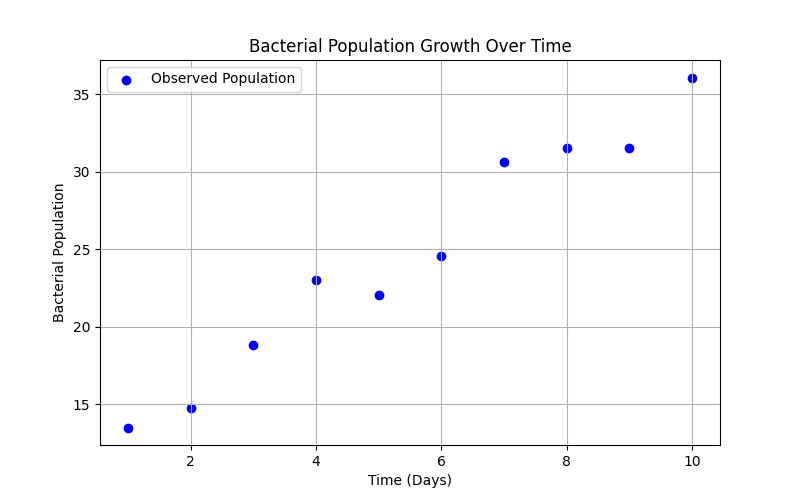 Bacterial Population Growth Over Time
Observed Population
Bacterial Population
35
30
25
20
15
2 4 6 8 10
Time (Days)